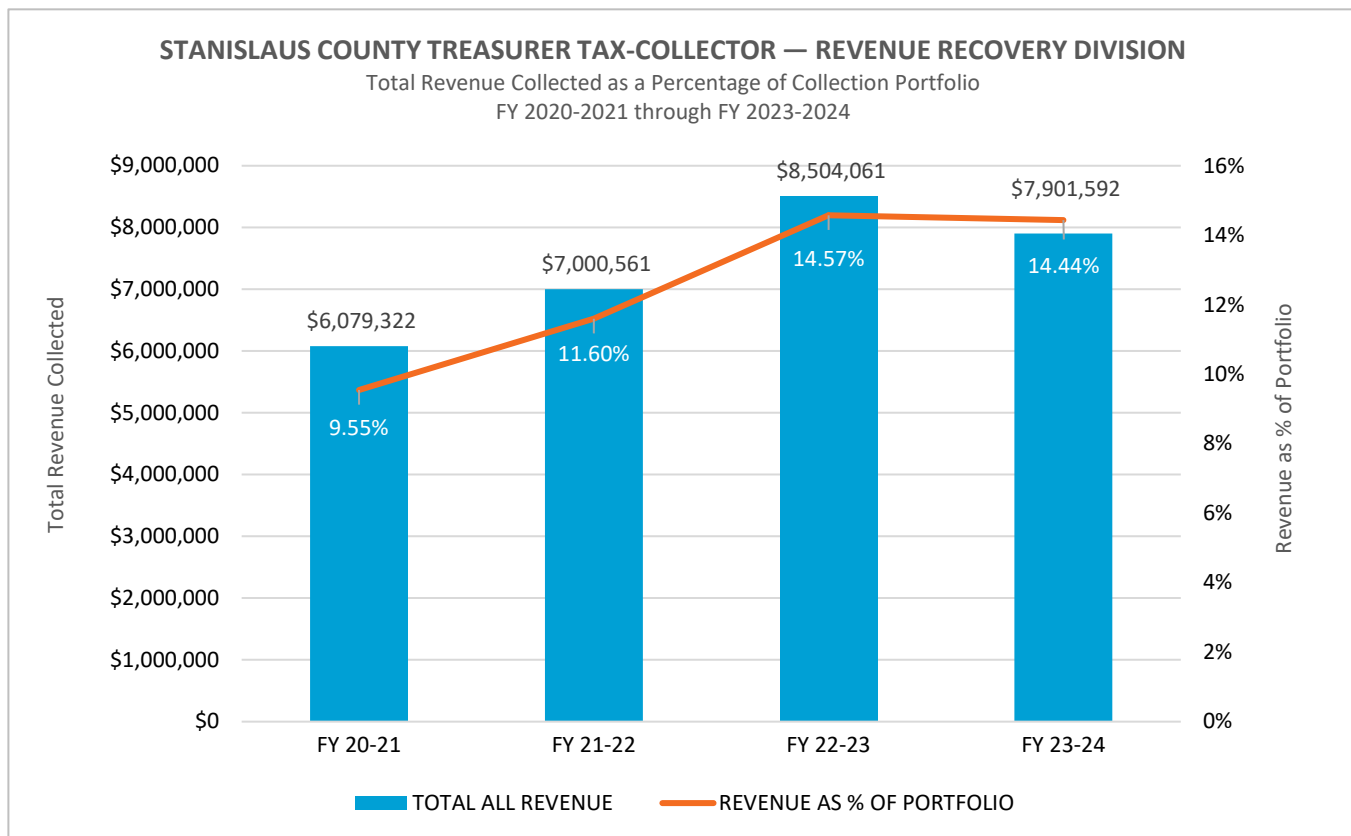 STANISLAUS COUNTY TREASURER TAX-COLLECTOR — REVENUE RECOVERY DIVISION
Total Revenue Collected as a Percentage of Collection Portfolio
FY 2020-2021 through FY 2023-2024
Total Revenue Collected
$9,000,000
$8,000,000
$7,000,000
$6,000,000
$5,000,000
$4,000,000
$3,000,000
$2,000,000
$1,000,000
$0
$6,079,322
$7,000,561
$8,504,061
$7,901,592
9.55%
11.60%
14.57%
14.44%
16%
14%
12%
10%
8%
6%
4%
2%
0%
Revenue as % of Portfolio
FY 20-21
FY 21-22
FY 22-23
FY 23-24
TOTAL ALL REVENUE
REVENUE AS % OF PORTFOLIO